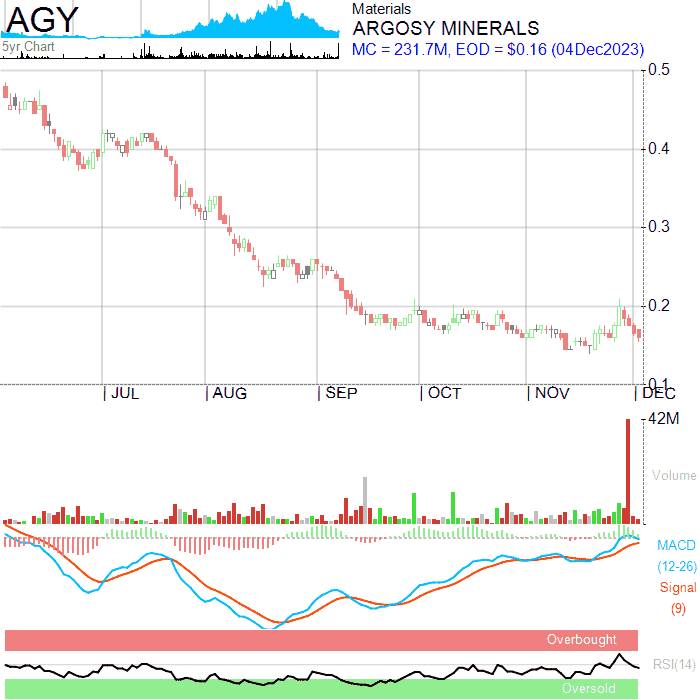 AGY
5yr Chart
Materials
ARGOSY MINERALS
MC = 231.7M, EOD = $0.16 (04Dec2023)
0.5
0.4
0.3
0.2
0.1
JUL AUG SEP OCT NOV DEC
42M
Volume
MACD
(12-26)
Signal
(9)
Overbought
RSI(14)
Oversold